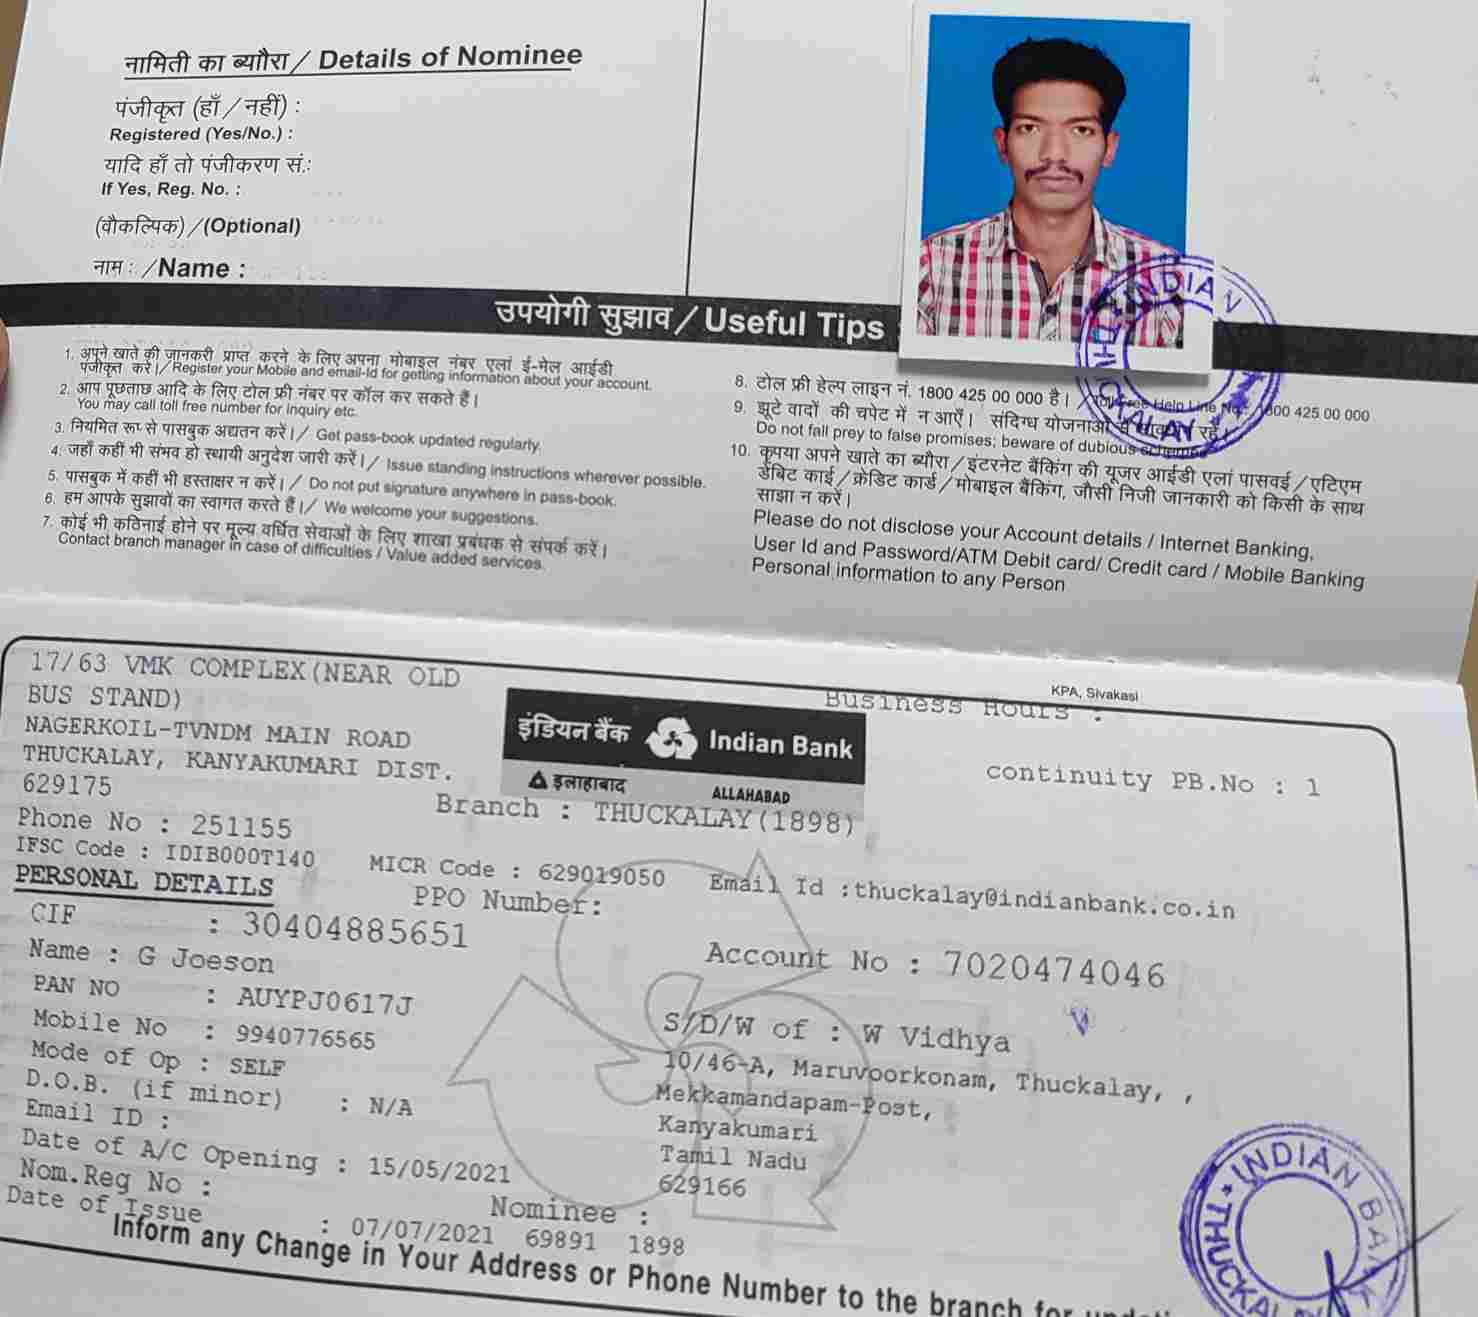 नामिती का ब्यौरा / Details of Nominee
पंजीकृत (हाँ / नहीं) :
Registered (Yes/No.) :
यादि हाँ तो पंजीकरण सं.:
If Yes, Reg. No. :
(वौकल्पिक) / (Optional)
नाम : / Name :
उपयोगी सुझाव / Useful Tips
1. अपने खाते की जानकरी प्राप्त करने के लिए अपना मोबाइल नंबर एलां ई-मेल आईडी
पंजीकृत करें। / Register your Mobile and email-Id for getting information about your account.
2. आप पूछताछ आदि के लिए टोल फ्री नंबर पर कॉल कर सकते हैं।
You may call toll free number for inquiry etc.
3. नियमित रूप से पासबुक अद्यतन करें। / Get pass-book updated regularly.
4. जहाँ कहीं भी संभव हो स्थायी अनुदेश जारी करें। / Issue standing instructions wherever possible.
5. पासबुक में कहीं भी हस्ताक्षर न करें। / Do not put signature anywhere in pass-book.
6. हम आपके सुझावों का स्वागत करते हैं। / We welcome your suggestions.
7. कोई भी कठिनाई होने पर मूल्य वर्धित सेवाओं के लिए शाखा प्रबंधक से संपर्क करें।
Contact branch manager in case of difficulties / Value added services.
8. टोल फ्री हेल्प लाइन नं. 1800 425 00 000 है। / Toll Free Help Line No.: 1800 425 00 000
9. झूटे वादों की चपेट में न आएँ। संदिग्ध योजनाओं से रहें।
Do not fall prey to false promises; beware of dubious schemes
10. कृपया अपने खाते का ब्यौरा / इंटरनेट बैंकिंग की यूजर आईडी एलां पासवर्ड / एटिएम
डेबिट कार्ड / क्रेडिट कार्ड / मोबाइल बैंकिंग, जौसी निजी जानकारी को किसी के साथ
साझा न करें।
Please do not disclose your Account details / Internet Banking,
User Id and Password/ATM Debit card/ Credit card / Mobile Banking
Personal information to any Person
INDIAN
THUCKALAY
KPA, Sivakasi
17/63 VMK COMPLEX(NEAR OLD
BUS STAND)
NAGERKOIL-TVNDM MAIN ROAD
THUCKALAY, KANYAKUMARI DIST.
629175
Phone No : 251155
इंडियन बैंक Indian Bank
इलाहाबाद ALLAHABAD
Business Hours :
continuity PB.No : 1
Branch : THUCKALAY(1898)
IFSC Code : IDIB000T140 MICR Code : 629019050 Email Id :thuckalay@indianbank.co.in
PERSONAL DETAILS PPO Number:
CIF : 30404885651 Account No : 7020474046
Name : G Joeson
PAN NO : AUYPJ0617J S/D/W of : W Vidhya
Mobile No : 9940776565 10/46-A, Maruvoorkonam, Thuckalay, ,
Mode of Op : SELF Mekkamandapam-Post,
D.O.B. (if minor) : N/A Kanyakumari
Email ID : Tamil Nadu
Date of A/C Opening : 15/05/2021 629166
Nom.Reg No : Nominee :
Date of Issue : 07/07/2021 69891 1898
Inform any Change in Your Address or Phone Number to the branch for
INDIAN BANK
THUCKALAY